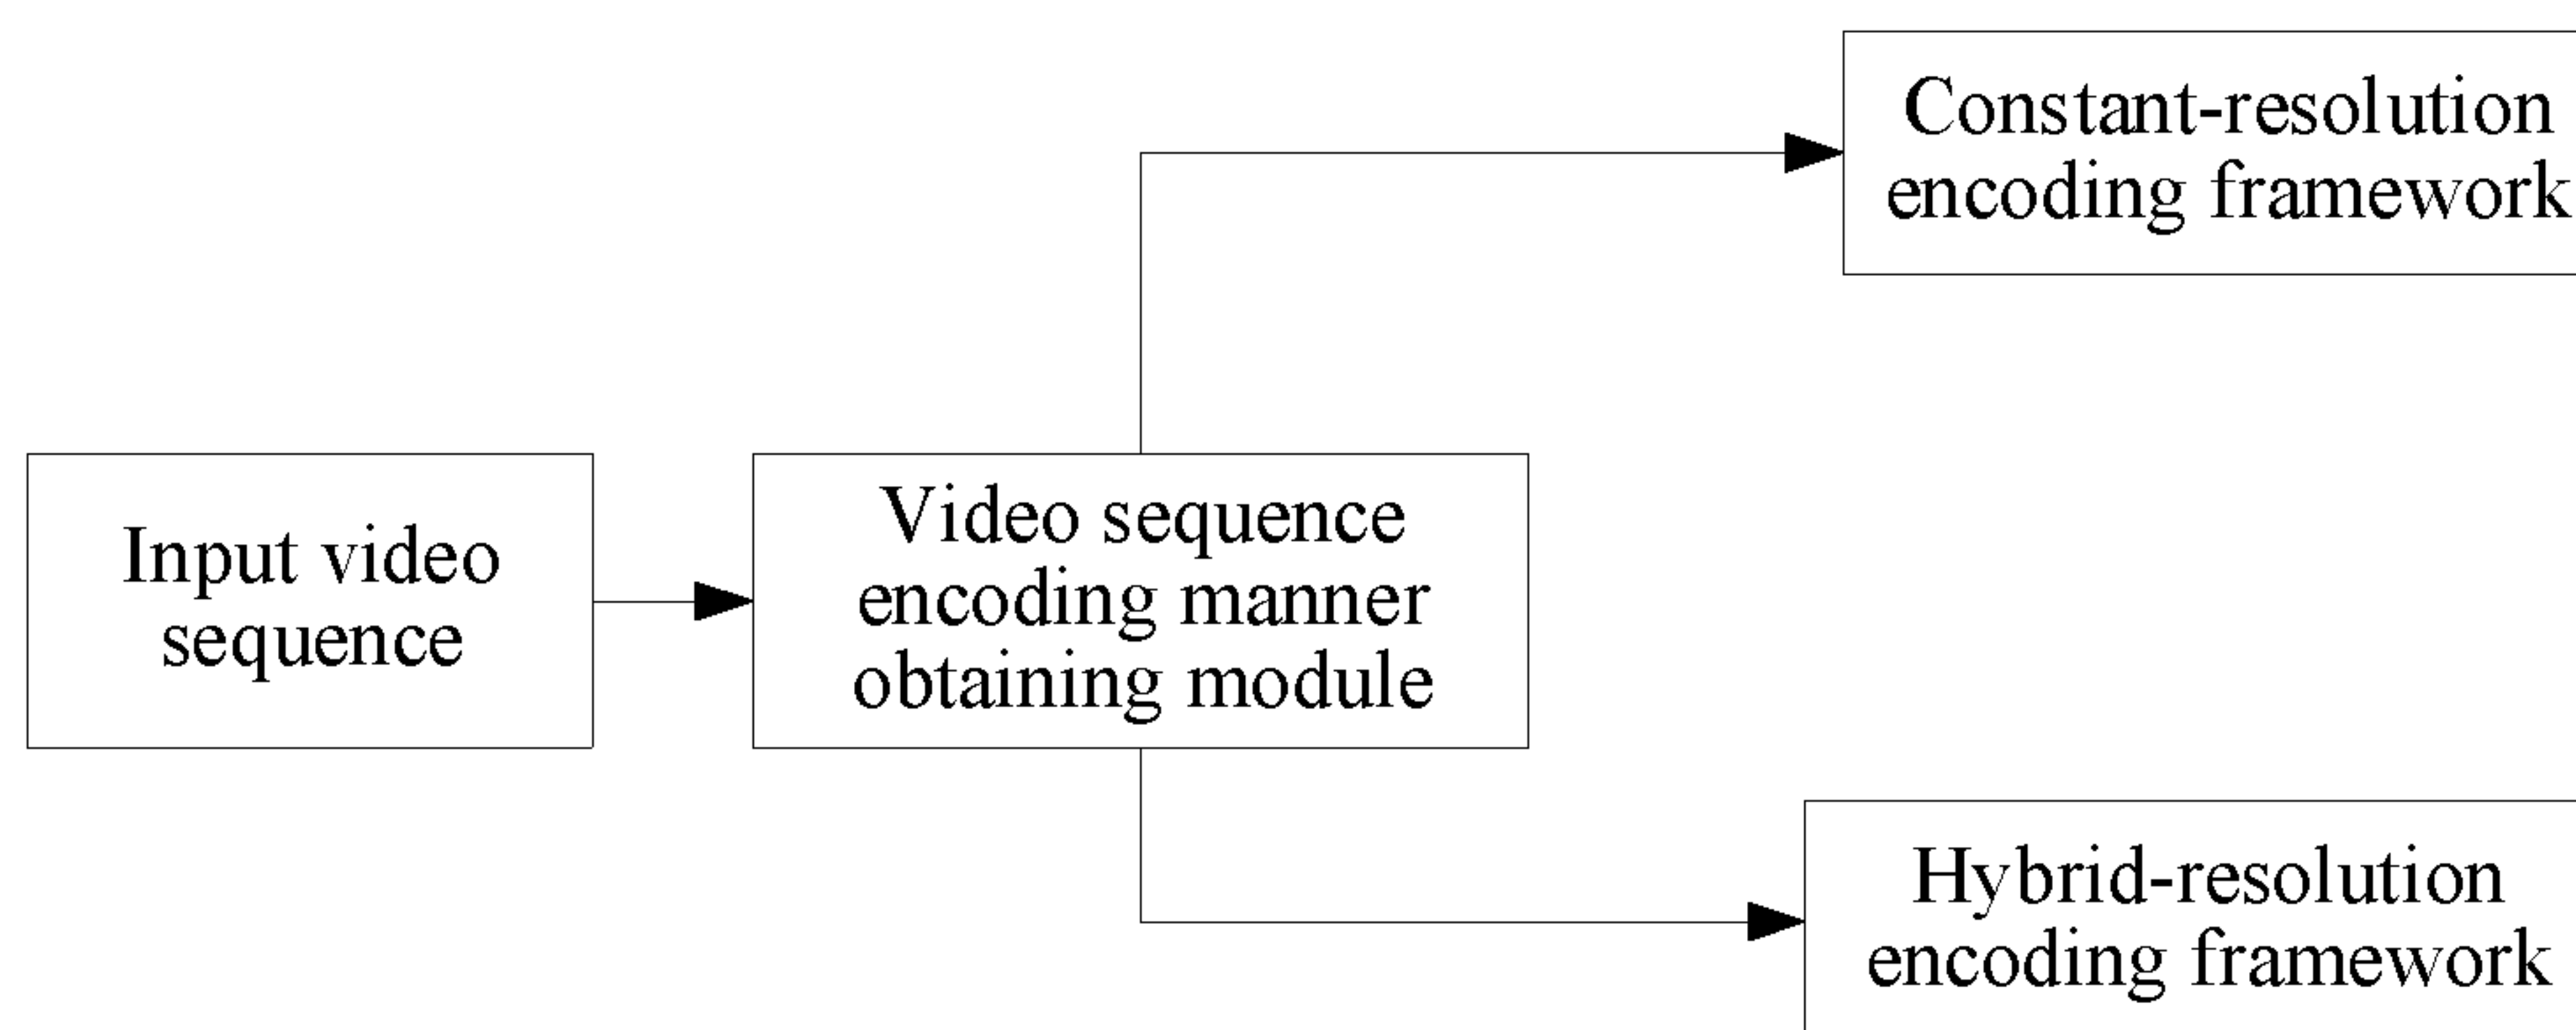 Constant-resolution
encoding framework
Input video
sequence
Video sequence
encoding manner
obtaining module
Hybrid-resolution
encoding framework